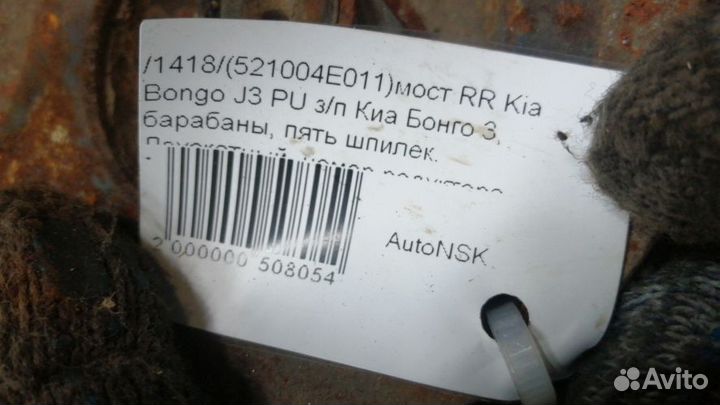 /1418/(521004E011)мост RR Kia
Bongo J3 PU з/п Киа Бонго 3,
барабаны, пять шпилек.
2 000000 508054
AutoNSK
Avito